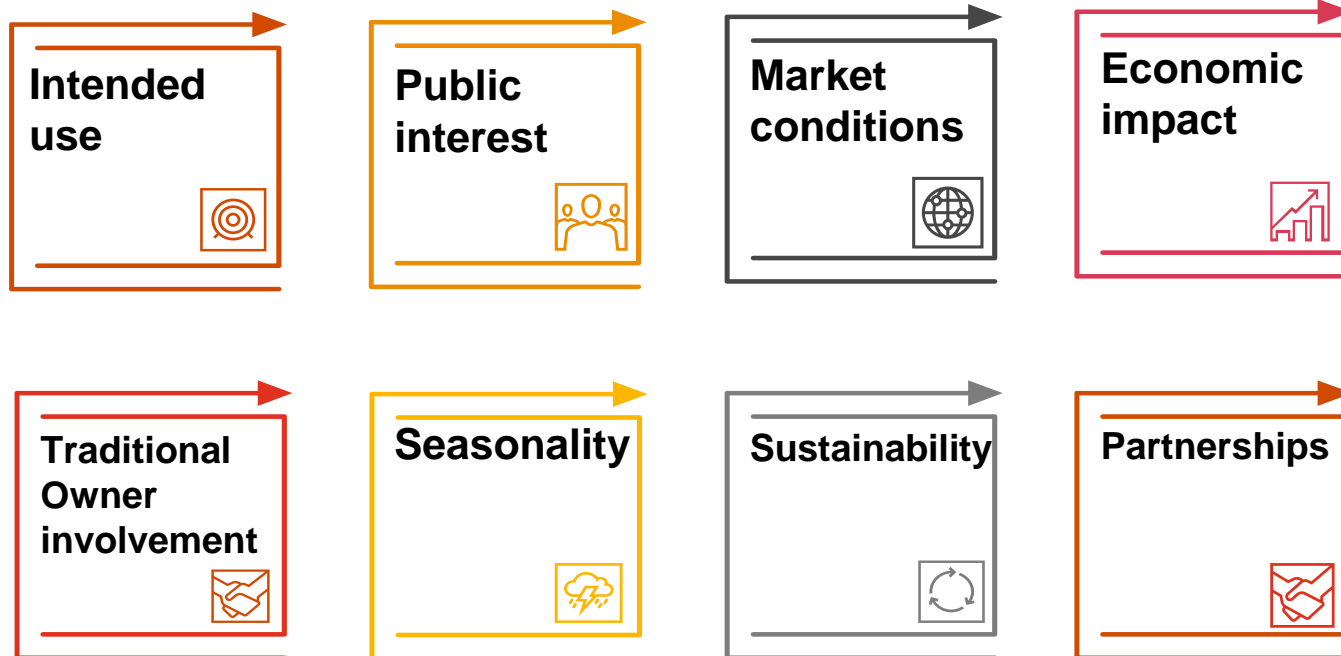 Intended
use
Public
interest
Market
conditions
Economic
impact
Traditional
Owner
involvement
Seasonality
Sustainability
Partnerships